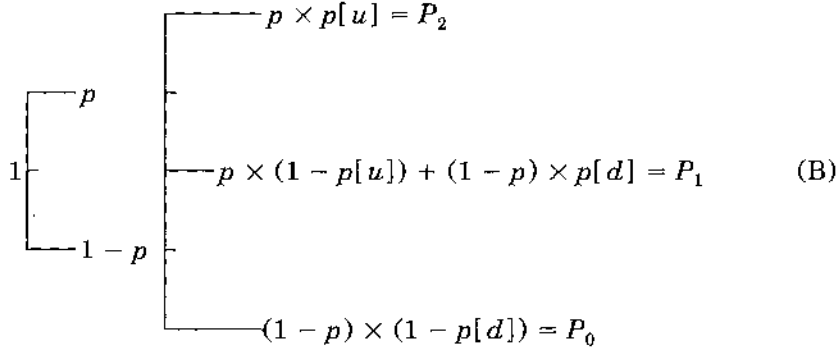 p × p[u] = P₂
p
1 p × (1 − p[u]) + (1 − p) × p[d] = P₁ (B)
1 − p
(1 − p) × (1 − p[d]) = P₀